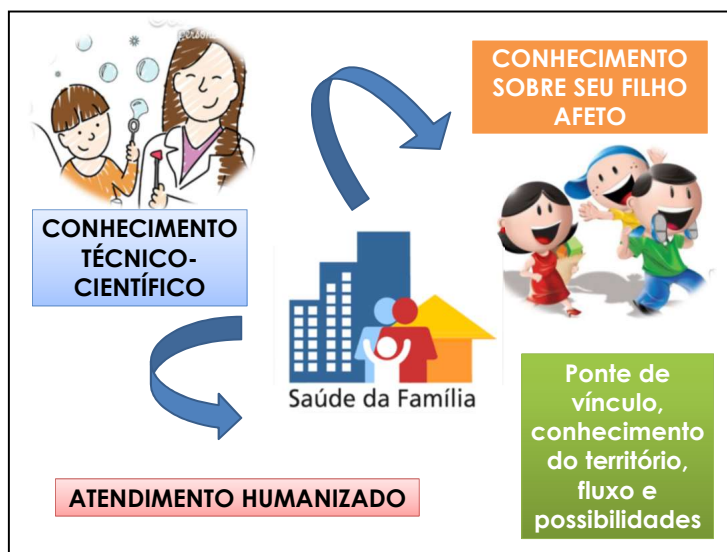 CONHECIMENTO
TÉCNICO-
CIENTÍFICO
CONHECIMENTO
SOBRE SEU FILHO
AFETO
Saúde da Família
Ponte de
vínculo,
conhecimento
do território,
fluxo e
possibilidades
ATENDIMENTO HUMANIZADO